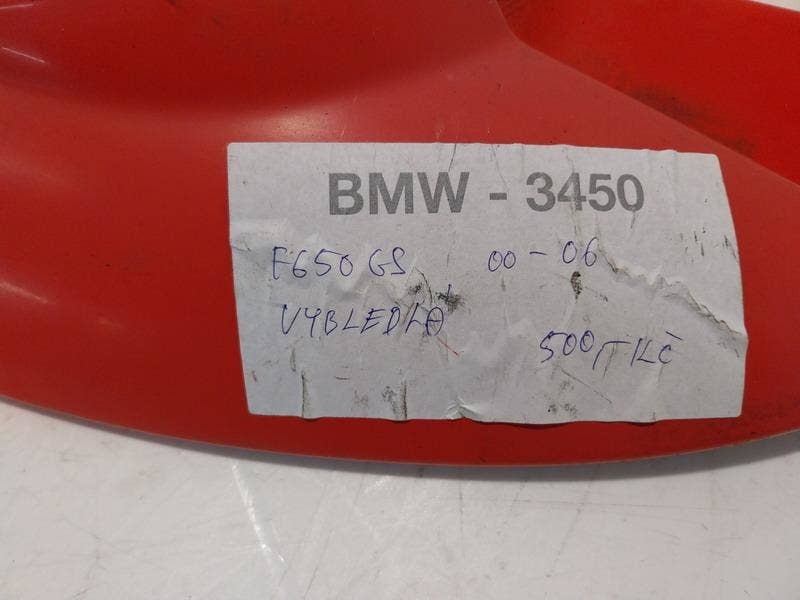 BMW - 3450
F650GS 00-06
VYBLEDLÁ
500,- Kč